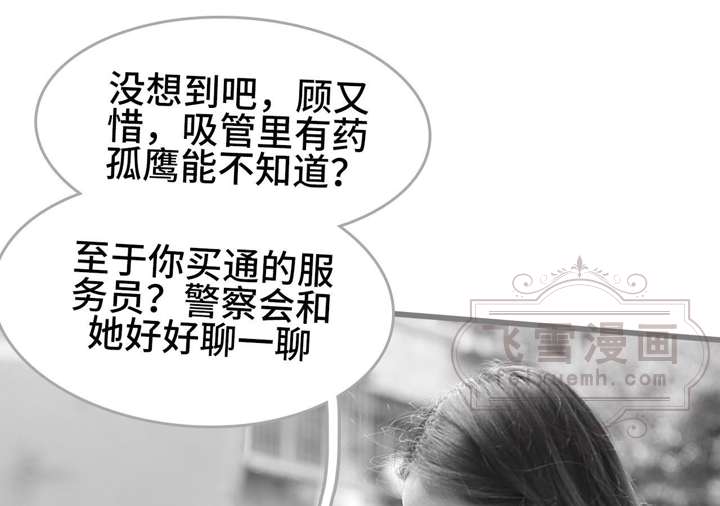 没想到吧，顾又
惜，吸管里有药
孤鹰能不知道？
至于你买通的服
务员？警察会和
她好好聊一聊
飞雪漫画
feixuemh.com